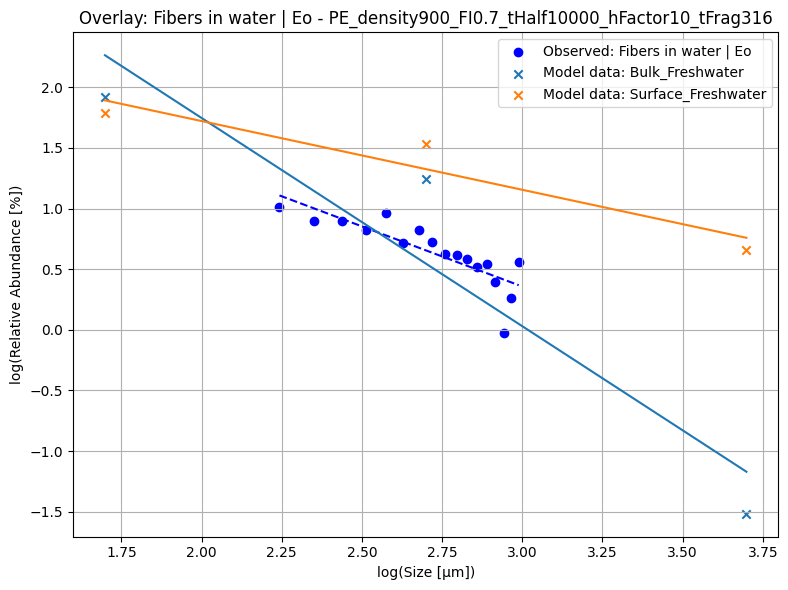 Overlay: Fibers in water | Eo - PE_density900_FI0.7_tHalf10000_hFactor10_tFrag316
Observed: Fibers in water | Eo
Model data: Bulk_Freshwater
Model data: Surface_Freshwater
log(Relative Abundance [%])
2.0
1.5
1.0
0.5
0.0
−0.5
−1.0
−1.5
1.75 2.00 2.25 2.50 2.75 3.00 3.25 3.50 3.75
log(Size [μm])